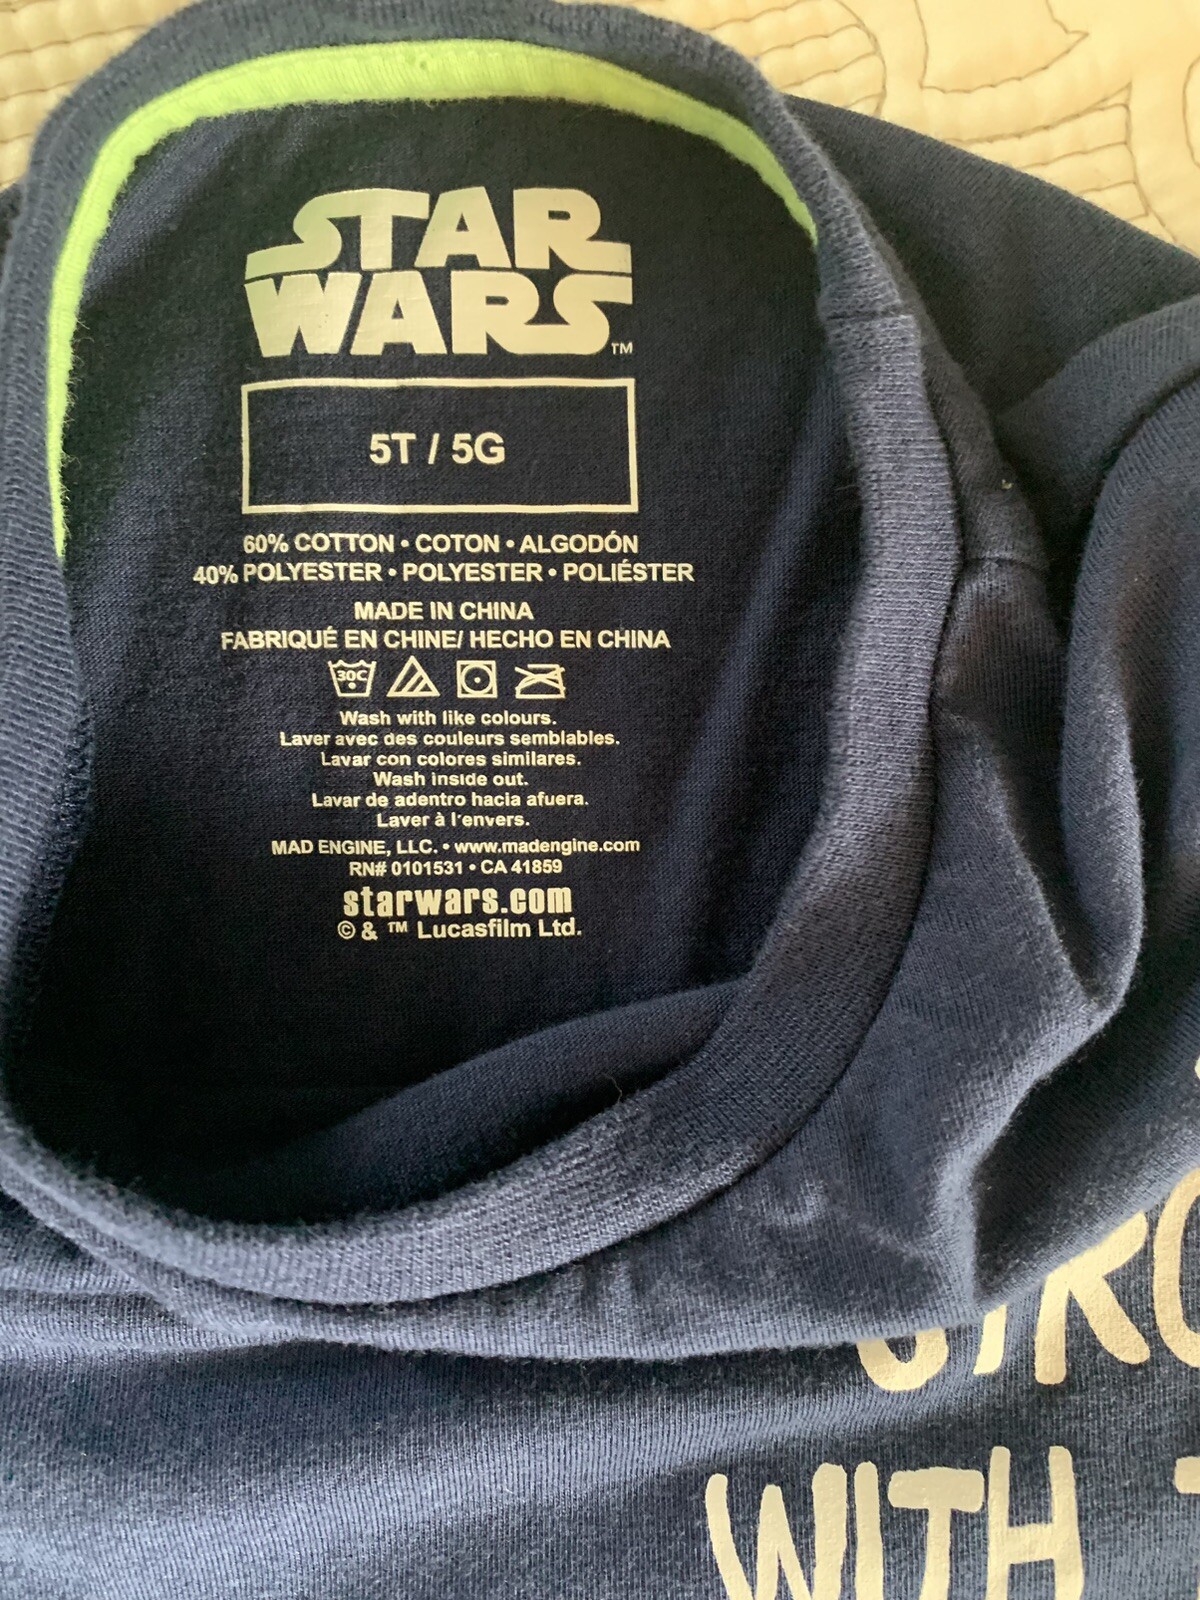 STAR
WARS™
5T / 5G
60% COTTON • COTON • ALGODÓN
40% POLYESTER • POLYESTER • POLIÉSTER
MADE IN CHINA
FABRIQUÉ EN CHINE/ HECHO EN CHINA
30C
Wash with like colours.
Laver avec des couleurs semblables.
Lavar con colores similares.
Wash inside out.
Lavar de adentro hacia afuera.
Laver à l'envers.
MAD ENGINE, LLC. • www.madengine.com
RN# 0101531 • CA 41859
starwars.com
© & ™ Lucasfilm Ltd.
WITH